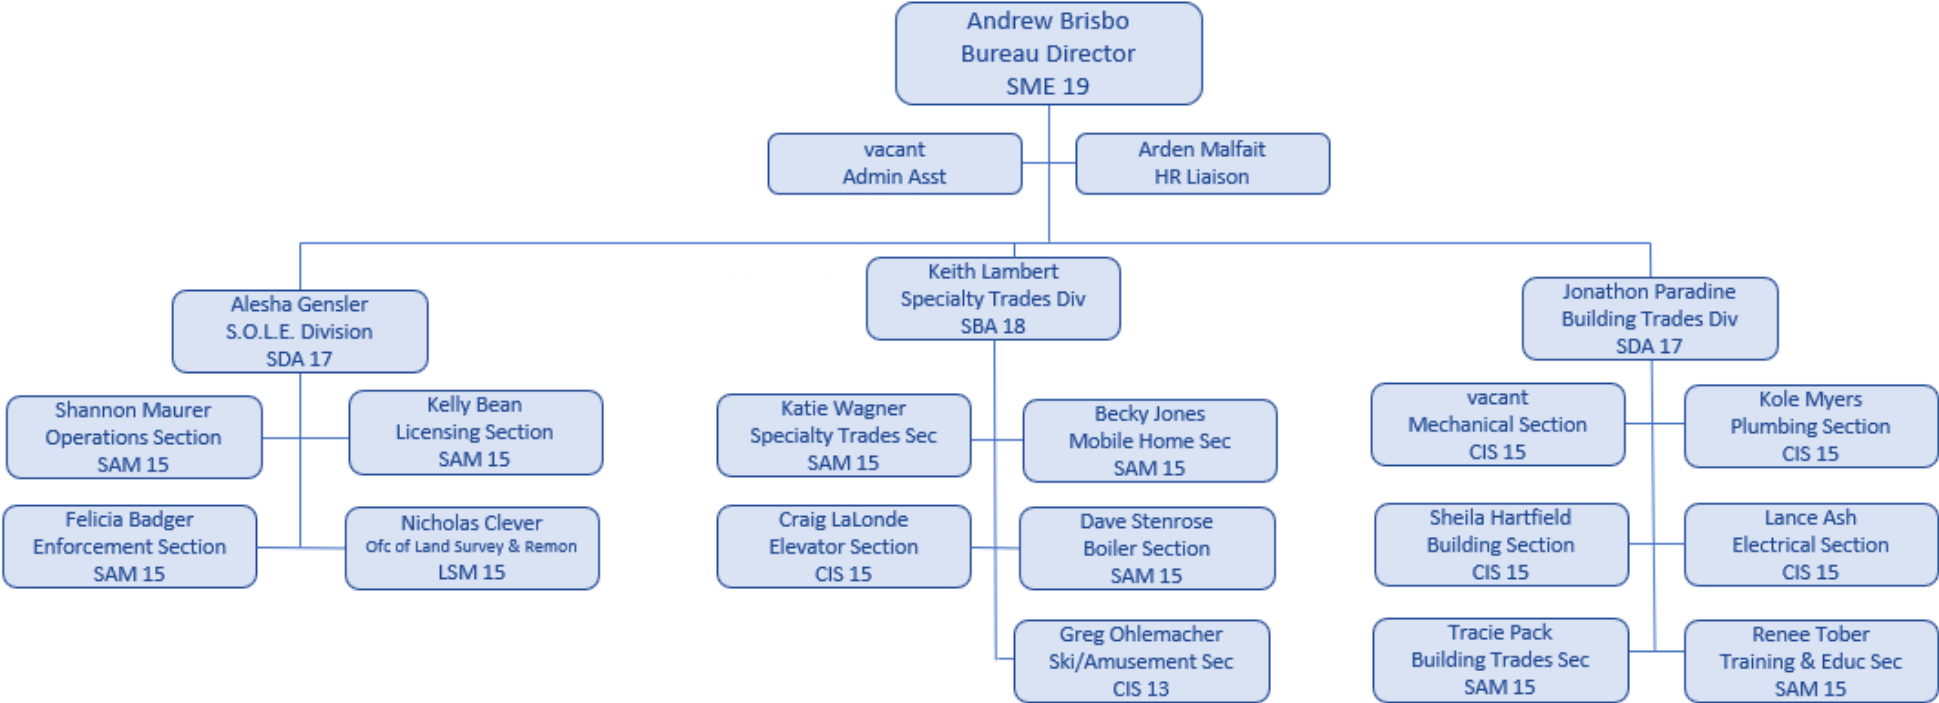 Andrew Brisbo
Bureau Director
SME 19
vacant
Admin Asst
Arden Malfait
HR Liaison
Alesha Gensler
S.O.L.E. Division
SDA 17
Keith Lambert
Specialty Trades Div
SBA 18
Jonathon Paradine
Building Trades Div
SDA 17
Shannon Maurer
Operations Section
SAM 15
Kelly Bean
Licensing Section
SAM 15
Felicia Badger
Enforcement Section
SAM 15
Nicholas Clever
Ofc of Land Survey & Remon
LSM 15
Katie Wagner
Specialty Trades Sec
SAM 15
Becky Jones
Mobile Home Sec
SAM 15
Craig LaLonde
Elevator Section
CIS 15
Dave Stenrose
Boiler Section
SAM 15
Greg Ohlemacher
Ski/Amusement Sec
CIS 13
vacant
Mechanical Section
CIS 15
Kole Myers
Plumbing Section
CIS 15
Sheila Hartfield
Building Section
CIS 15
Lance Ash
Electrical Section
CIS 15
Tracie Pack
Building Trades Sec
SAM 15
Renee Tober
Training & Educ Sec
SAM 15